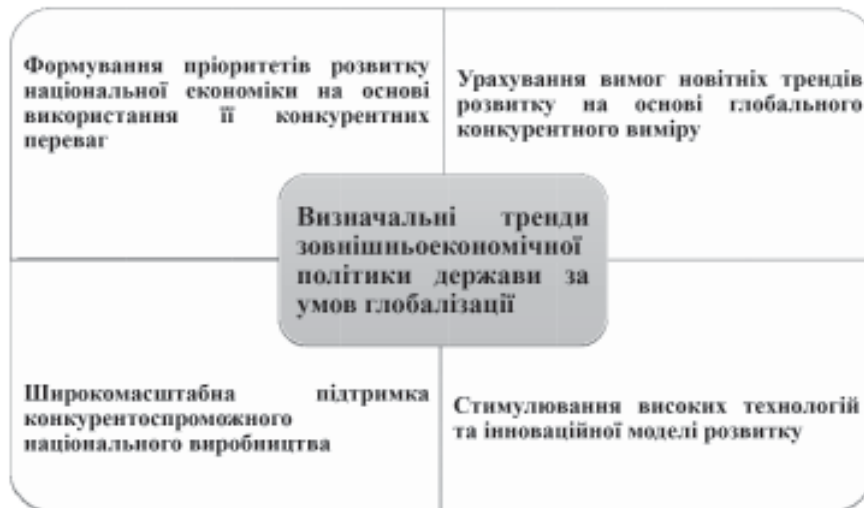 Формування пріоритетів розвитку
національної економіки на основі
використання її конкурентних
переваг
Урахування вимог новітніх трендів
розвитку на основі глобального
конкурентного виміру
Визначальні тренди
зовнішньоекономічної
політики держави за
умов глобалізації
Широкомасштабна підтримка
конкурентоспроможного
національного виробництва
Стимулювання високих технологій
та інноваційної моделі розвитку